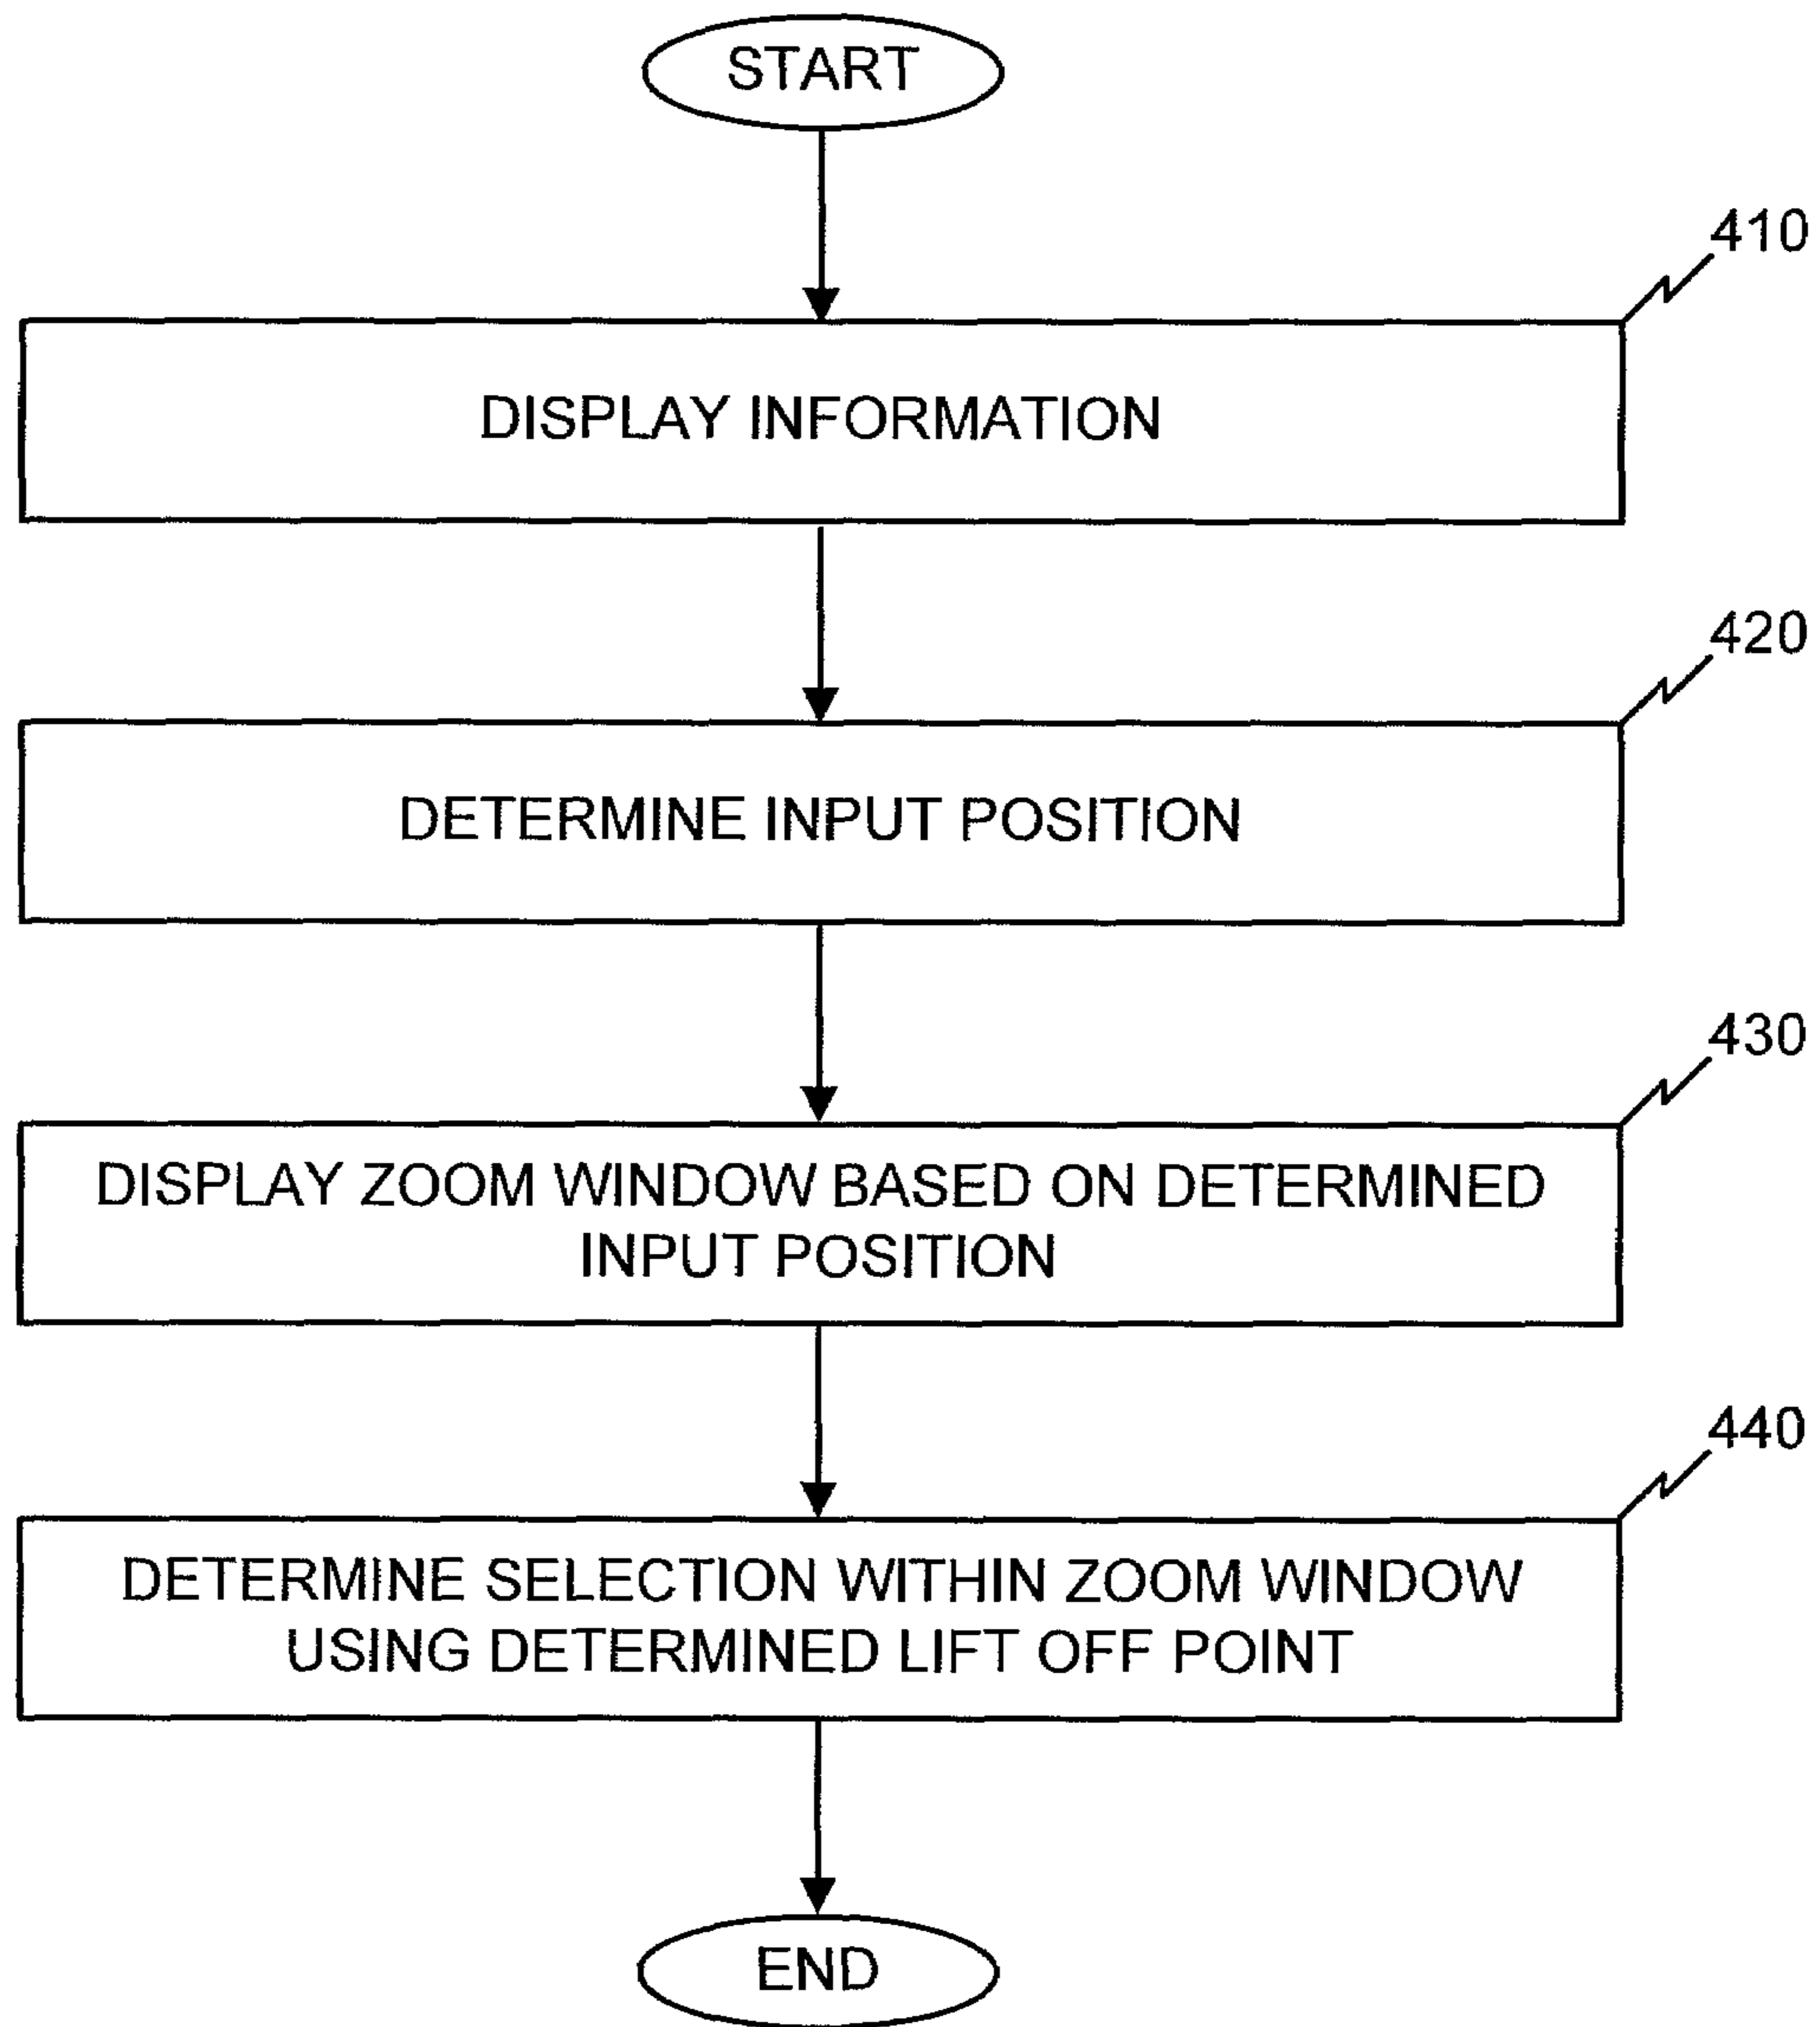 START
410
DISPLAY INFORMATION
420
DETERMINE INPUT POSITION
430
DISPLAY ZOOM WINDOW BASED ON DETERMINED
INPUT POSITION
440
DETERMINE SELECTION WITHIN ZOOM WINDOW
USING DETERMINED LIFT OFF POINT
END